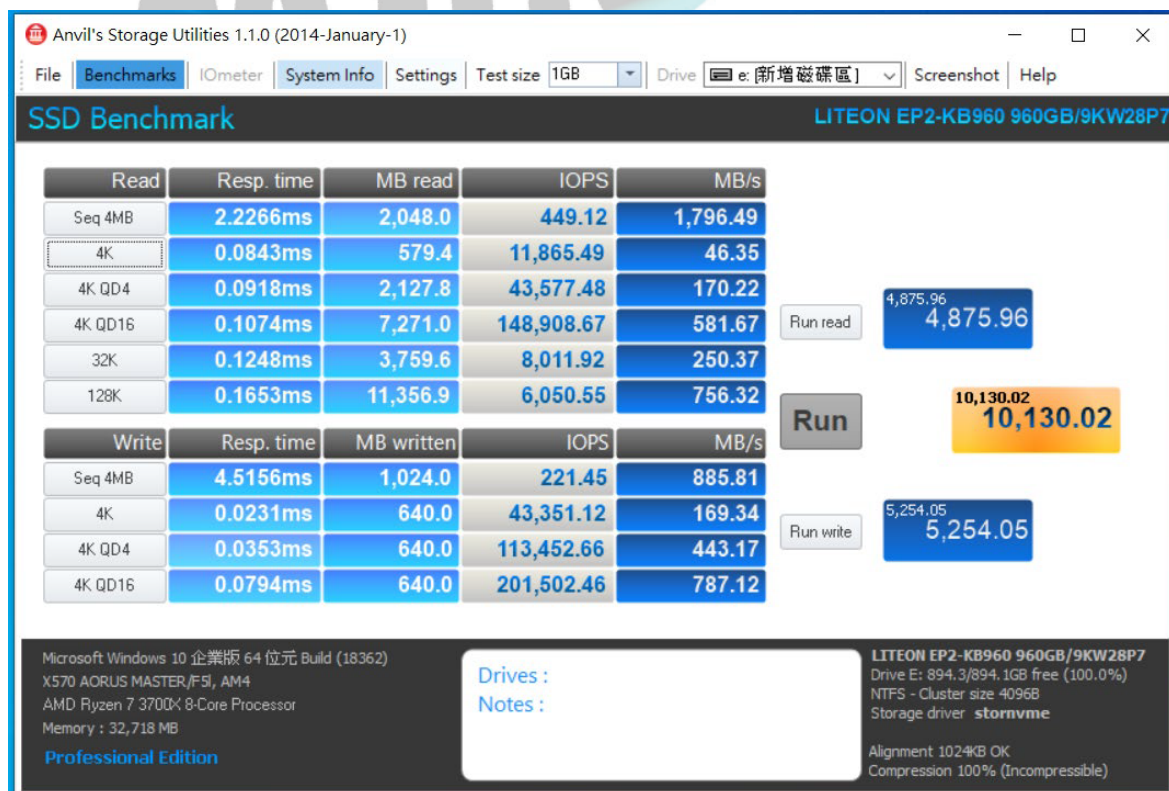 Anvil's Storage Utilities 1.1.0 (2014-January-1)
File Benchmarks IOmeter System Info Settings Test size 1GB Drive e: [新增磁碟區] Screenshot Help
SSD Benchmark LITEON EP2-KB960 960GB/9KW28P7
Read Resp. time MB read IOPS MB/s
Seq 4MB 2.2266ms 2,048.0 449.12 1,796.49
4K 0.0843ms 579.4 11,865.49 46.35
4K QD4 0.0918ms 2,127.8 43,577.48 170.22
4K QD16 0.1074ms 7,271.0 148,908.67 581.67
32K 0.1248ms 3,759.6 8,011.92 250.37
128K 0.1653ms 11,356.9 6,050.55 756.32
Run read
4,875.96
4,875.96
Run
10,130.02
10,130.02
Write Resp. time MB written IOPS MB/s
Seq 4MB 4.5156ms 1,024.0 221.45 885.81
4K 0.0231ms 640.0 43,351.12 169.34
4K QD4 0.0353ms 640.0 113,452.66 443.17
4K QD16 0.0794ms 640.0 201,502.46 787.12
Run write
5,254.05
5,254.05
Microsoft Windows 10 企業版 64 位元 Build (18362)
X570 AORUS MASTER/F5l, AM4
AMD Ryzen 7 3700X 8-Core Processor
Memory : 32,718 MB
Professional Edition
Drives :
Notes :
LITEON EP2-KB960 960GB/9KW28P7
Drive E: 894.3/894.1GB free (100.0%)
NTFS - Cluster size 4096B
Storage driver stornvme
Alignment 1024KB OK
Compression 100% (Incompressible)